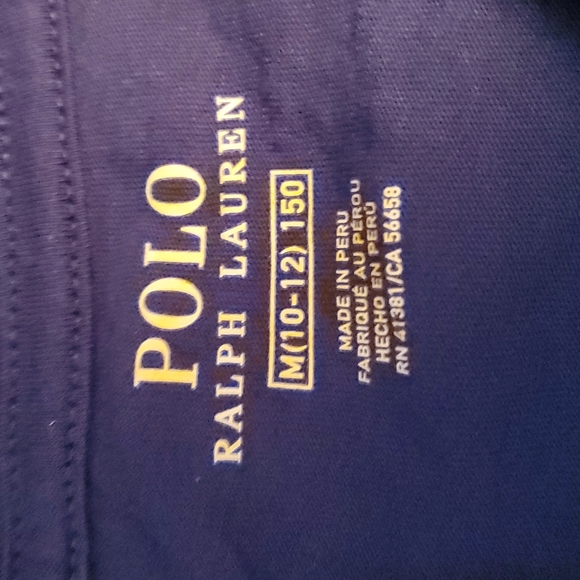 POLO
RALPH LAUREN
M(10-12) 150
MADE IN PERU
FABRIQUÉ AU PÉROU
HECHO EN PERÚ
RN 41381/CA 56658